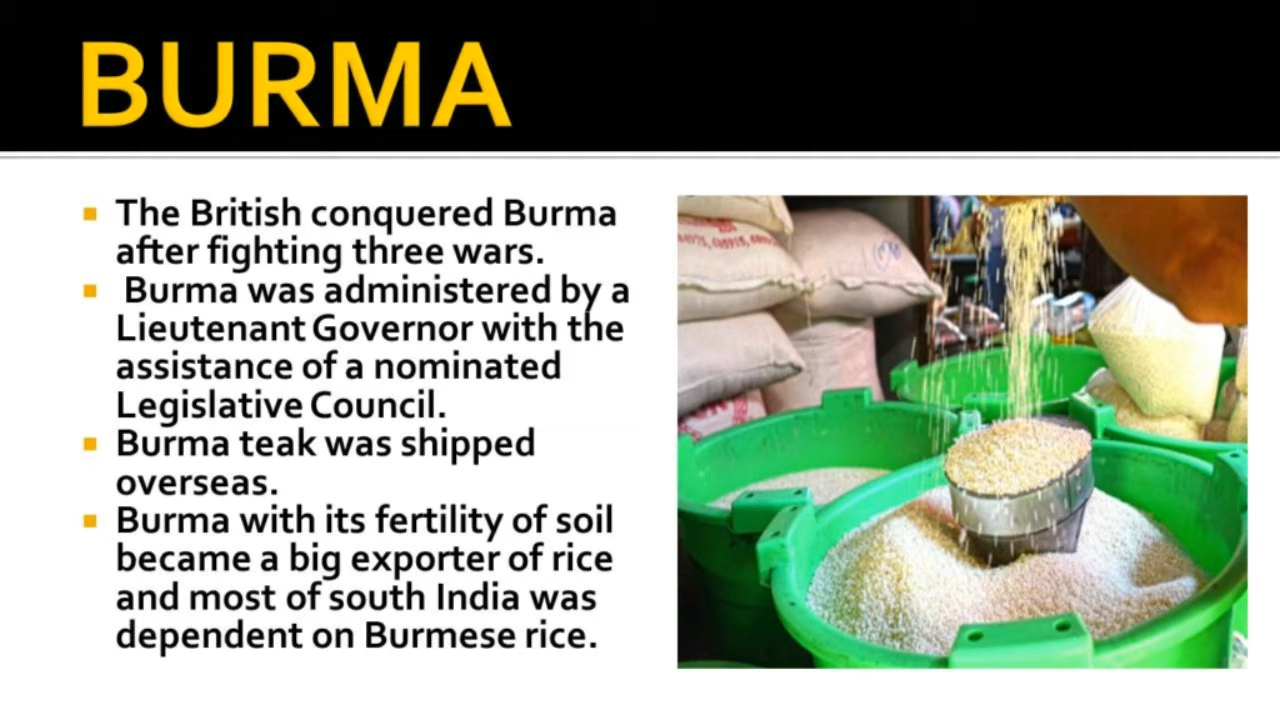 BURMA
The British conquered Burma
after fighting three wars.
Burma was administered by a
Lieutenant Governor with the
assistance of a nominated
Legislative Council.
Burma teak was shipped
overseas.
Burma with its fertility of soil
became a big exporter of rice
and most of south India was
dependent on Burmese rice.